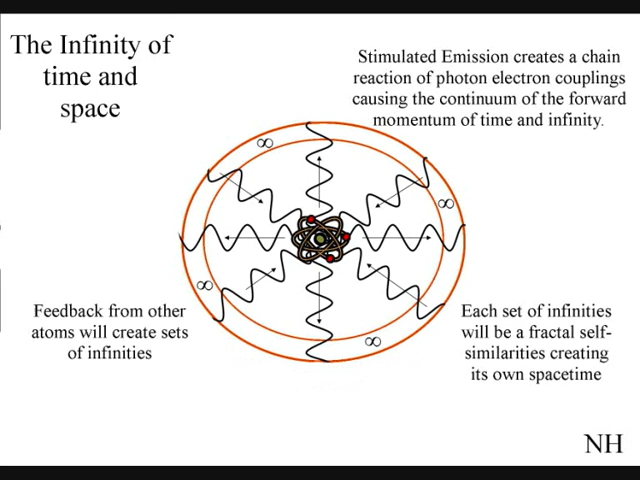 The Infinity of
time and
space
Stimulated Emission creates a chain
reaction of photon electron couplings
causing the continuum of the forward
momentum of time and infinity.
∞
∞
∞
∞
Feedback from other
atoms will create sets
of infinities
Each set of infinities
will be a fractal self-
similarities creating
its own spacetime
NH